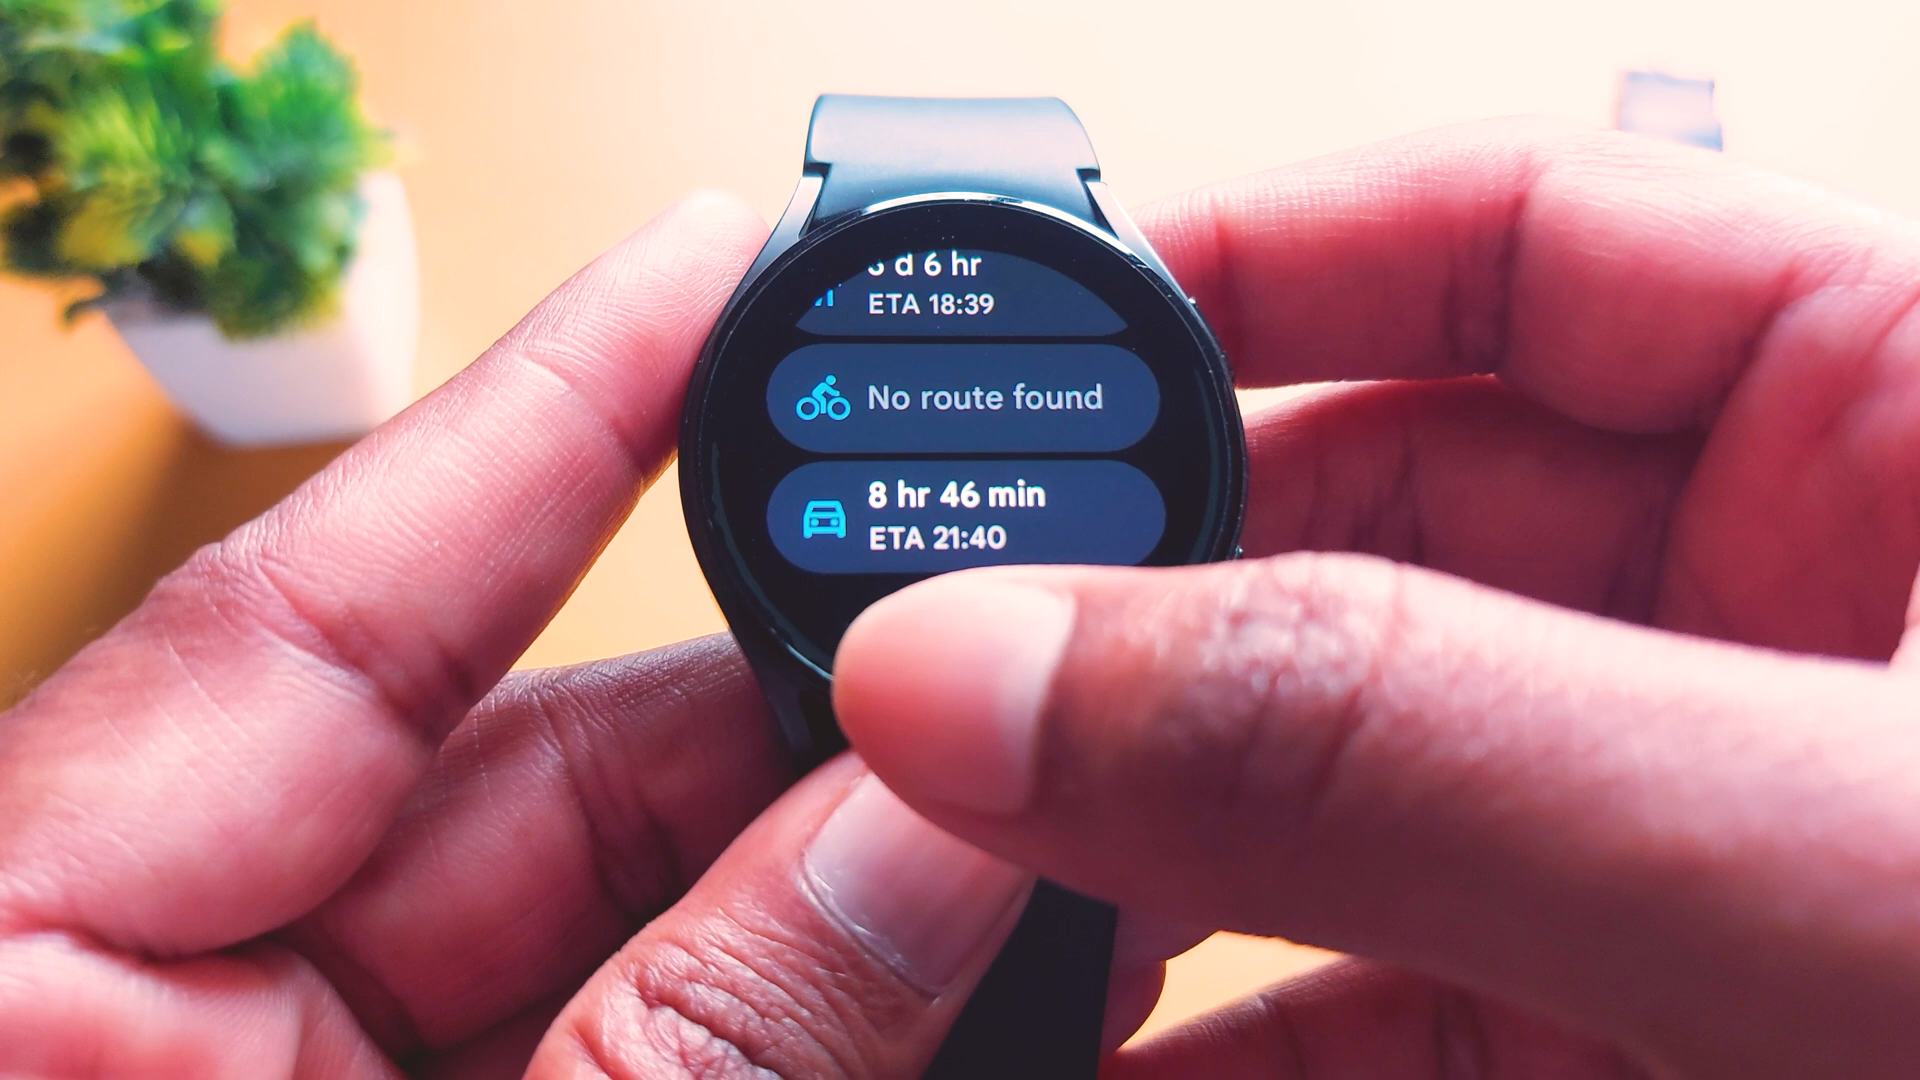 d 6 hr
ETA 18:39
No route found
8 hr 46 min
ETA 21:40